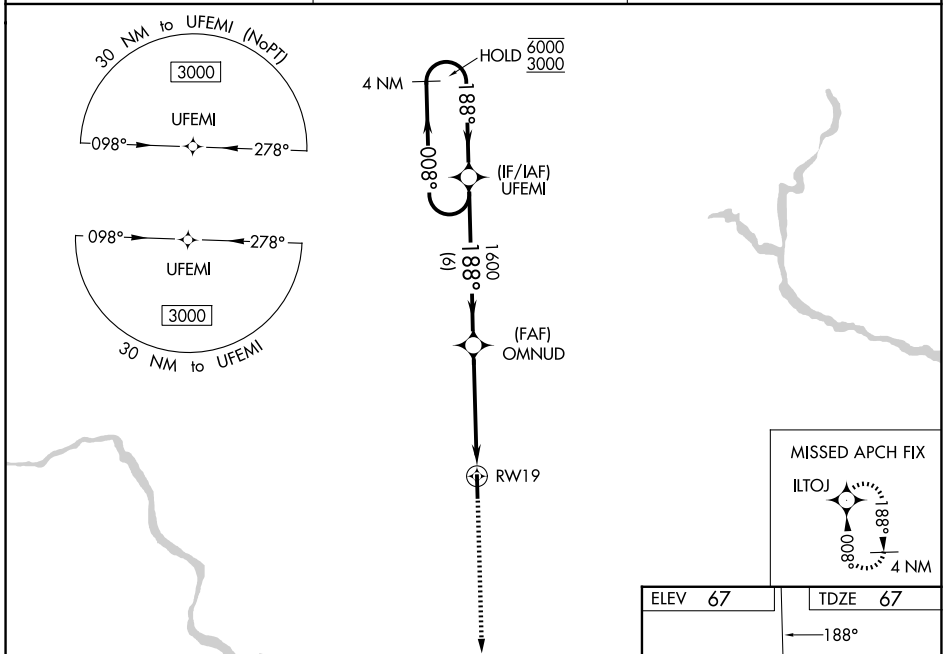 30 NM to UFEMI (NoPT)
3000
UFEMI
098°
278°
098°
278°
UFEMI
3000
30 NM to UFEMI
HOLD 6000
3000
4 NM
188°
008°
(IF/IAF)
UFEMI
1600
188°
(6)
(FAF)
OMNUD
RW19
MISSED APCH FIX
ILTOJ
188°
008°
4 NM
ELEV 67
TDZE 67
188°